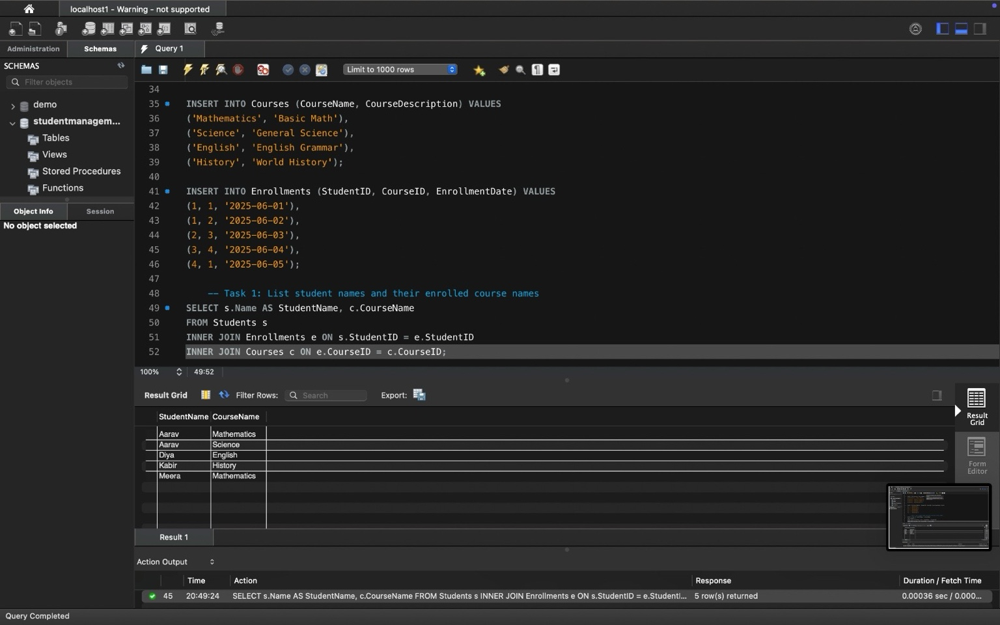 localhost1 - Warning - not supported
Administration
Schemas
Query 1
SCHEMAS
Filter objects
Limit to 1000 rows
demo
studentmanagem...
Tables
Views
Stored Procedures
Functions
Object Info
Session
No object selected
34
35 INSERT INTO Courses (CourseName, CourseDescription) VALUES
36 ('Mathematics', 'Basic Math'),
37 ('Science', 'General Science'),
38 ('English', 'English Grammar'),
39 ('History', 'World History');
40
41 INSERT INTO Enrollments (StudentID, CourseID, EnrollmentDate) VALUES
42 (1, 1, '2025-06-01'),
43 (1, 2, '2025-06-02'),
44 (2, 3, '2025-06-03'),
45 (3, 4, '2025-06-04'),
46 (4, 1, '2025-06-05');
47
48 -- Task 1: List student names and their enrolled course names
49 SELECT s.Name AS StudentName, c.CourseName
50 FROM Students s
51 INNER JOIN Enrollments e ON s.StudentID = e.StudentID
52 INNER JOIN Courses c ON e.CourseID = c.CourseID;
100% 49:52
Result Grid Filter Rows: Search Export:
StudentName CourseName
Aarav Mathematics
Aarav Science
Diya English
Kabir History
Meera Mathematics
Result
Grid
Form
Editor
Result 1
Action Output
Time Action Response Duration / Fetch Time
45 20:49:24 SELECT s.Name AS StudentName, c.CourseName FROM Students s INNER JOIN Enrollments e ON s.StudentID = e.StudentI... 5 row(s) returned 0.00036 sec / 0.000...
Query Completed